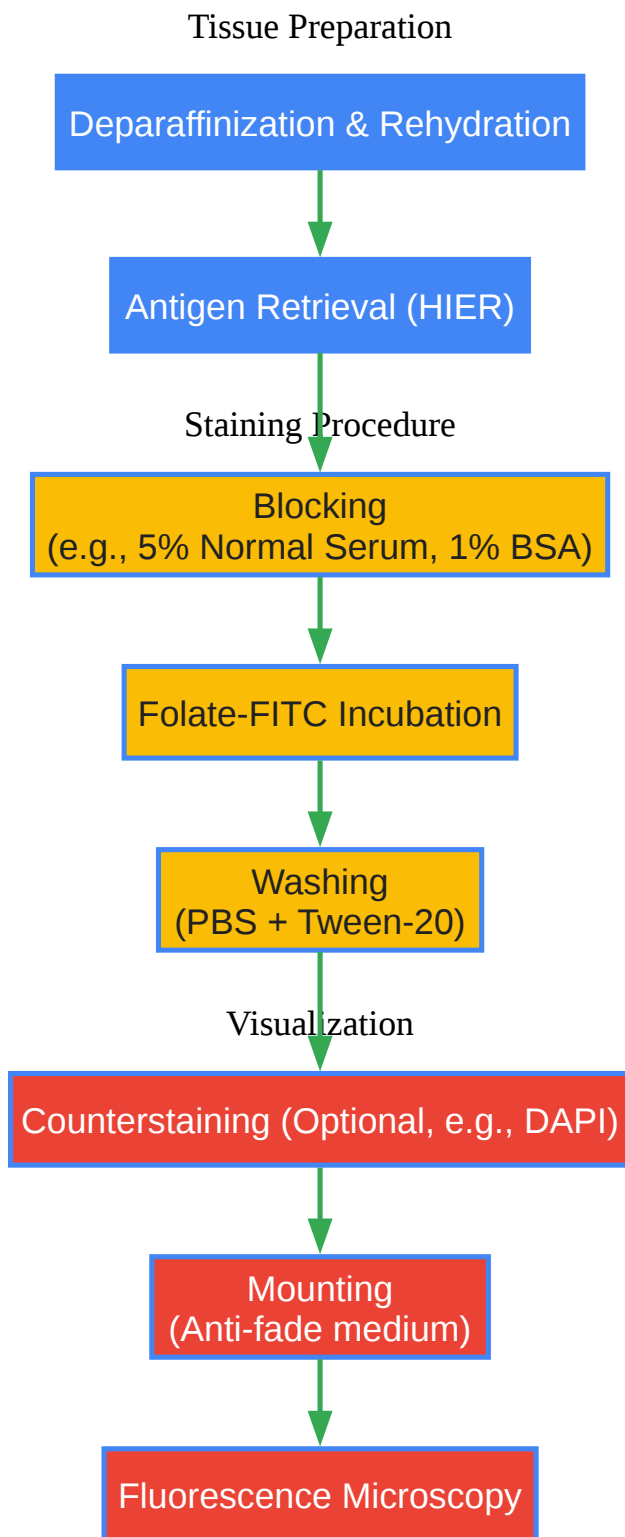 Tissue Preparation
Deparaffinization & Rehydration
Antigen Retrieval (HIER)
Staining Procedure
Blocking
(e.g., 5% Normal Serum, 1% BSA)
Folate-FITC Incubation
Washing
(PBS + Tween-20)
Visualization
Counterstaining (Optional, e.g., DAPI)
Mounting
(Anti-fade medium)
Fluorescence Microscopy